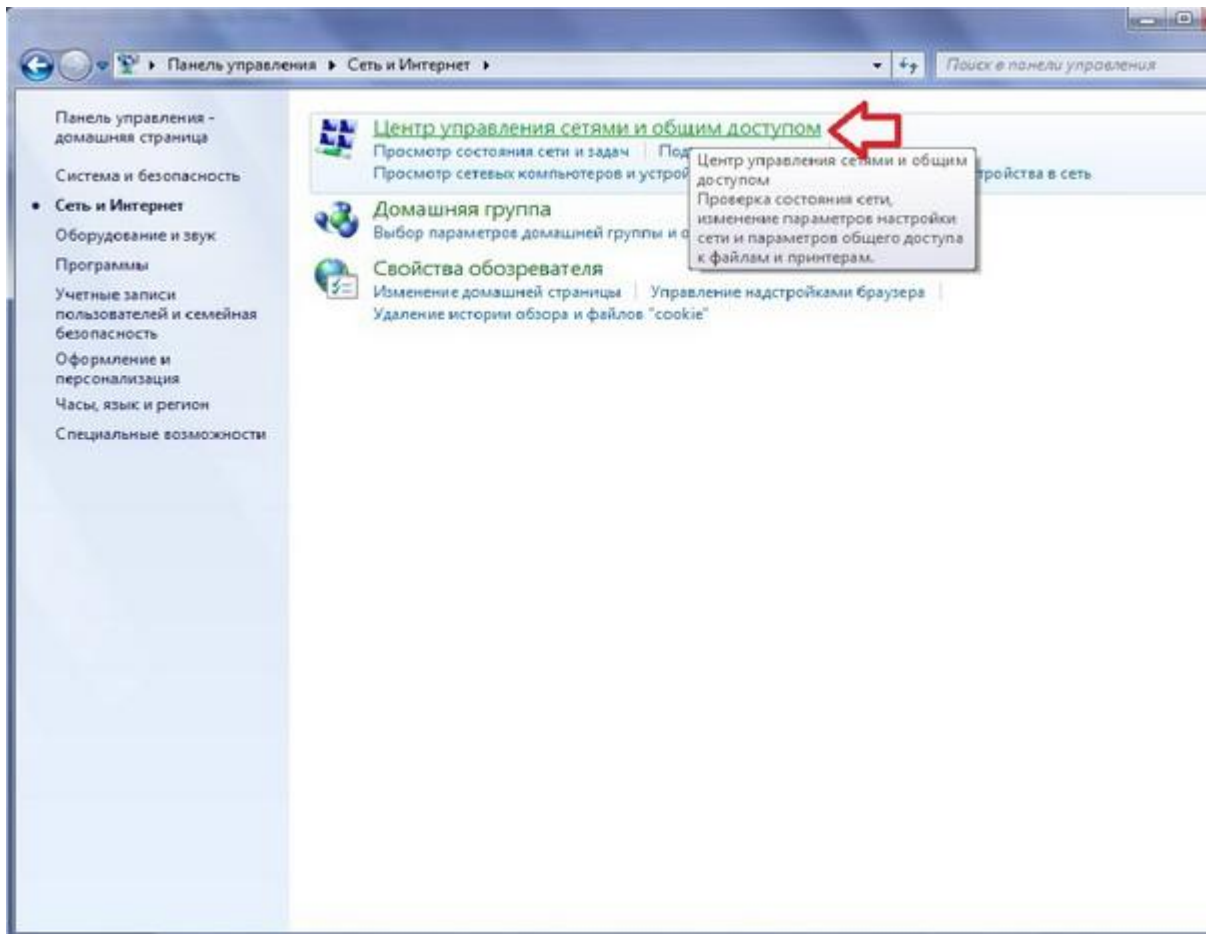 Панель управления ▸ Сеть и Интернет ▸
Поиск в панели управления
Панель управления -
домашняя страница
Система и безопасность
Сеть и Интернет
Оборудование и звук
Программы
Учетные записи
пользователей и семейная
безопасность
Оформление и
персонализация
Часы, язык и регион
Специальные возможности
Центр управления сетями и общим доступом
Просмотр состояния сети и задач
Просмотр сетевых компьютеров и
в сеть
Домашняя группа
Выбор параметров домашней группы и
Свойства обозревателя
Изменение домашней страницы Управление надстройками браузера
Удаление истории обзора и файлов "cookie"
Центр управления сетями и общим
доступом
Проверка состояния сети,
изменение параметров настройки
сети и параметров общего доступа
к файлам и принтерам.